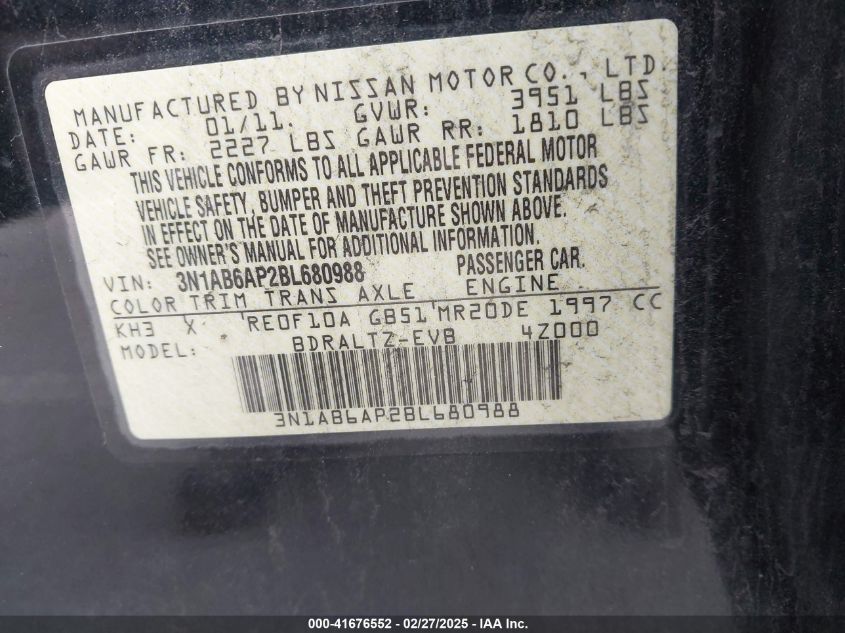 MANUFACTURED BY NISSAN MOTOR CO., LTD.
DATE: 01/11. GVWR: 3951 LBS
GAWR FR: 2227 LBS GAWR RR: 1810 LBS
THIS VEHICLE CONFORMS TO ALL APPLICABLE FEDERAL MOTOR
VEHICLE SAFETY, BUMPER AND THEFT PREVENTION STANDARDS
IN EFFECT ON THE DATE OF MANUFACTURE SHOWN ABOVE.
SEE OWNER'S MANUAL FOR ADDITIONAL INFORMATION.
VIN: 3N1AB6AP2BL680988 PASSENGER CAR.
COLOR TRIM TRANS AXLE ENGINE
KH3 X RE0F10A GB51 MR20DE 1997 CC
MODEL: BDRALTZ-EVB 4Z000
3N1AB6AP2BL680988
000-41676552 - 02/27/2025 - IAA Inc.